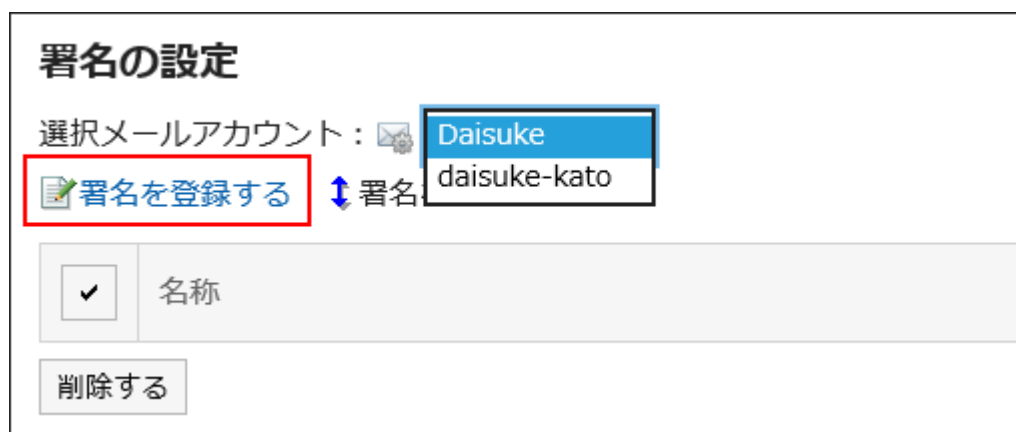 署名の設定
選択メールアカウント：
Daisuke
daisuke-kato
署名を登録する 署名
名称
削除する